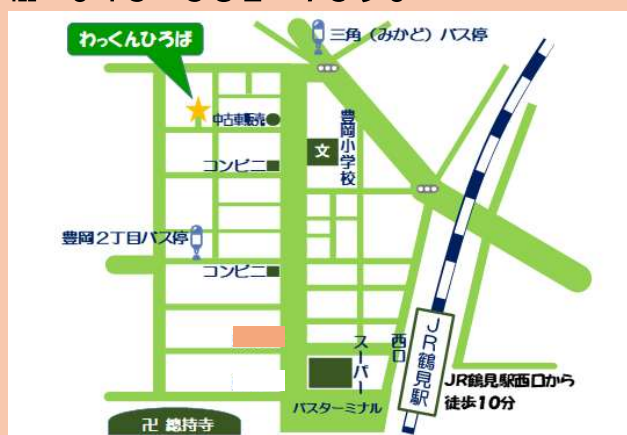 わっくんひろば
三角（みかど）バス停
中古車販売
文
豊岡小学校
コンビニ
豊岡２丁目バス停
コンビニ
スーパー
西口
ＪＲ鶴見駅
JR鶴見駅西口から
徒歩10分
バスターミナル
卍 總持寺